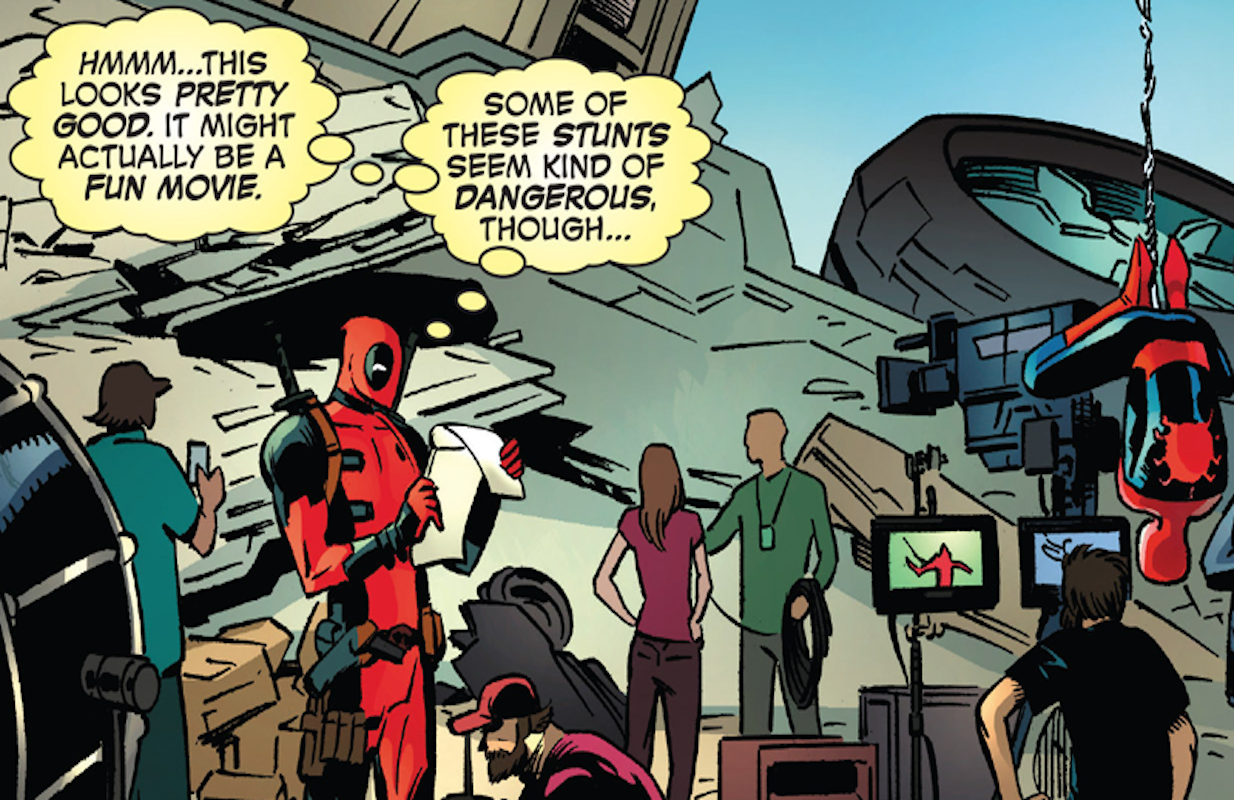 HMMM...THIS
LOOKS PRETTY
GOOD. IT MIGHT
ACTUALLY BE A
FUN MOVIE.
SOME OF
THESE STUNTS
SEEM KIND OF
DANGEROUS,
THOUGH...